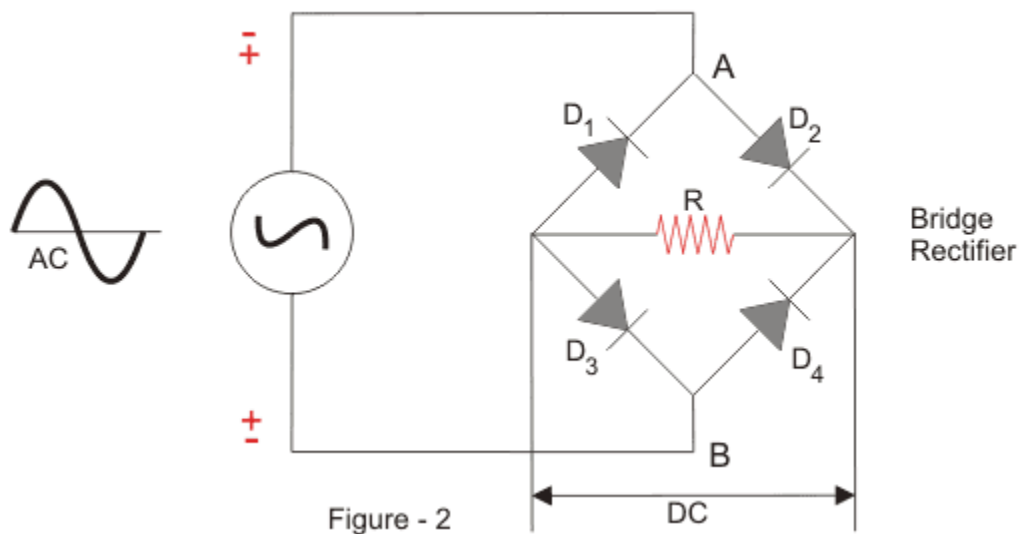 -
+
A
D1
D2
R
Bridge
Rectifier
AC
D3
D4
+
-
B
DC
Figure - 2